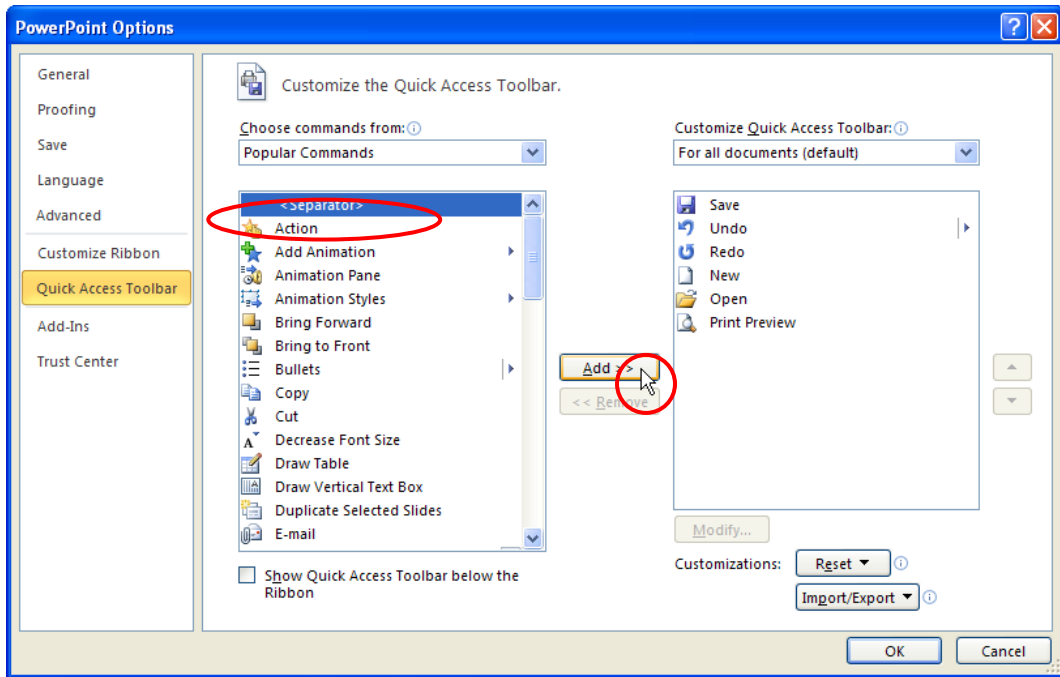 PowerPoint Options
General
Proofing
Save
Language
Advanced
Customize Ribbon
Quick Access Toolbar
Add-Ins
Trust Center
Customize the Quick Access Toolbar.
Choose commands from:
Popular Commands
<Separator>
Action
Add Animation
Animation Pane
Animation Styles
Bring Forward
Bring to Front
Bullets
Copy
Cut
Decrease Font Size
Draw Table
Draw Vertical Text Box
Duplicate Selected Slides
E-mail
Show Quick Access Toolbar below the
Ribbon
Add >>
<< Remove
Customize Quick Access Toolbar:
For all documents (default)
Save
Undo
Redo
New
Open
Print Preview
Modify...
Customizations:
Reset
Import/Export
OK
Cancel